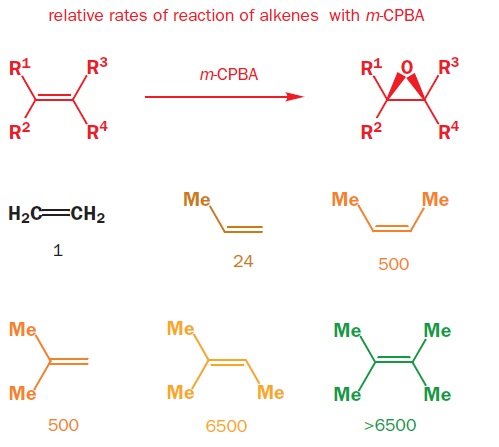 relative rates of reaction of alkenes with m-CPBA
R¹ R³ m-CPBA R¹ O R³
R² R⁴ R² R⁴
H₂C CH₂ Me Me Me
1 24 500
Me Me Me Me
Me Me Me Me Me
500 6500 >6500